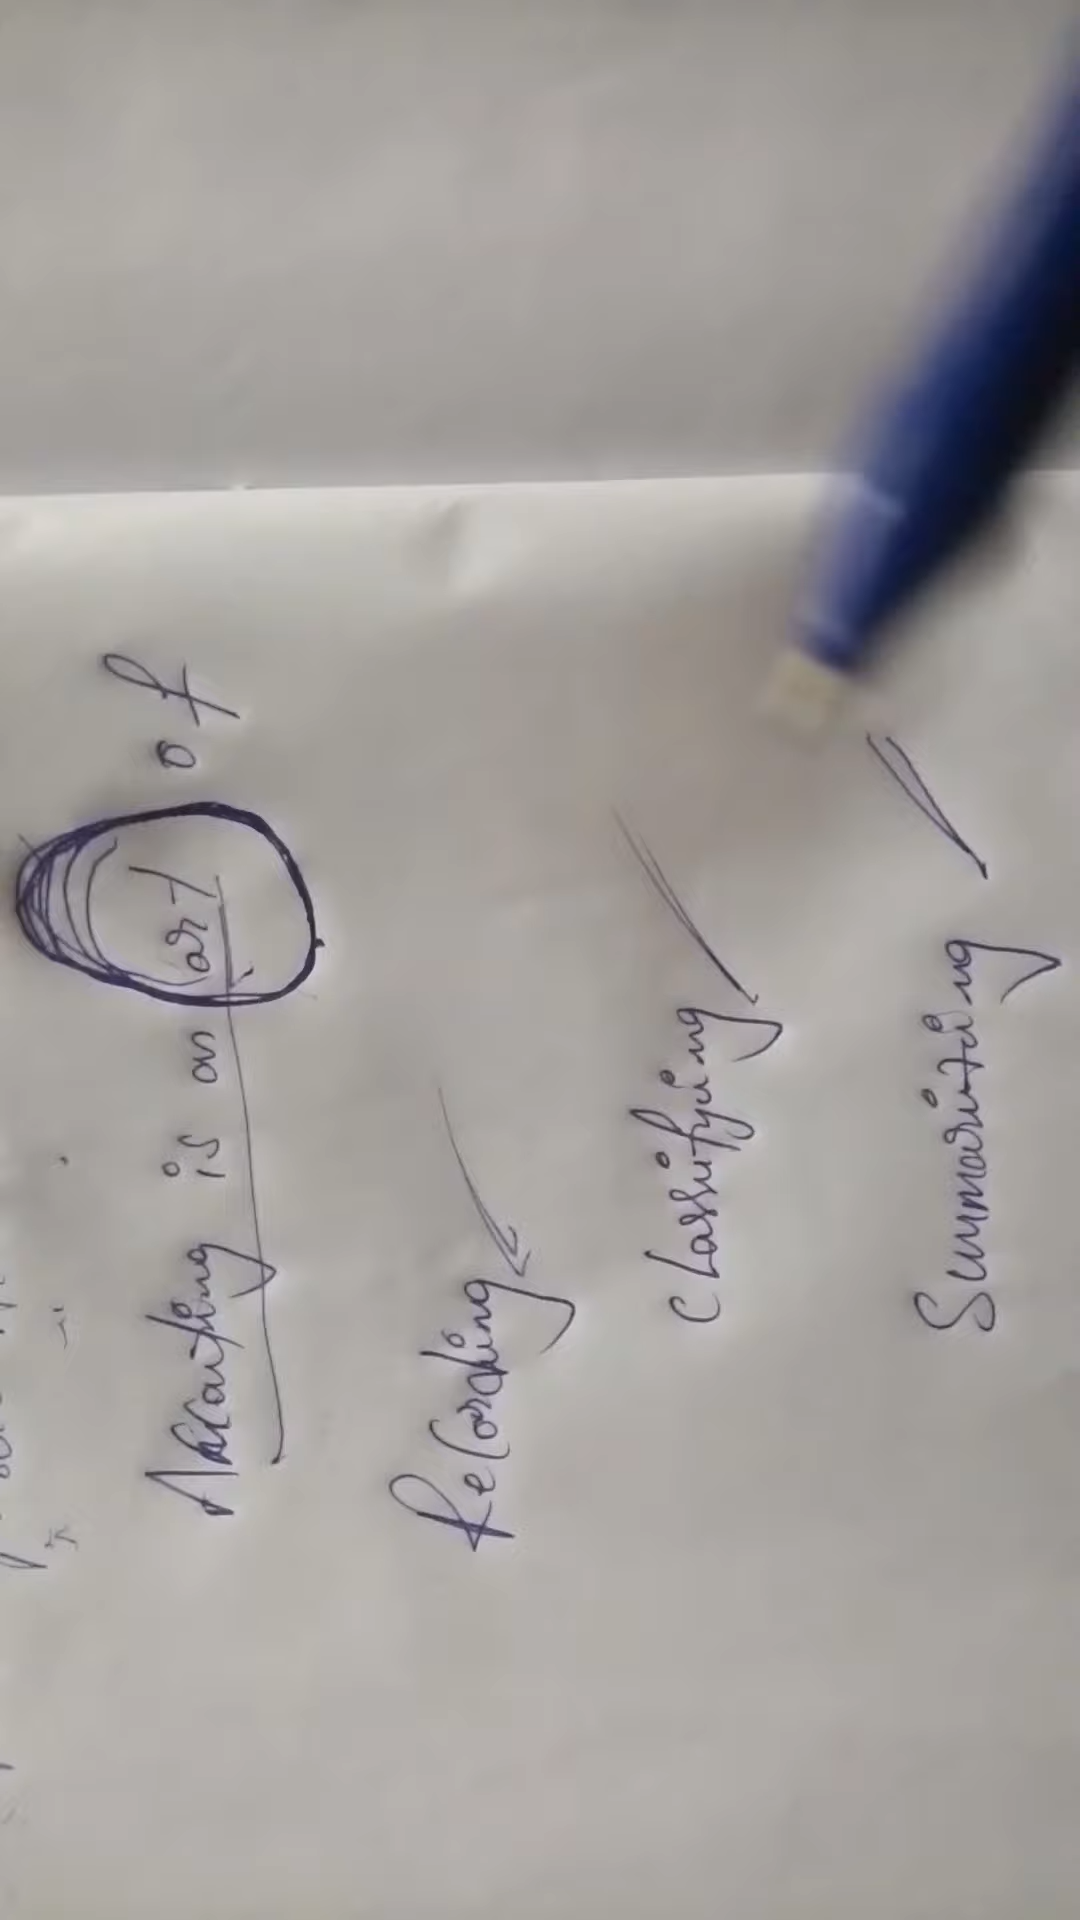 Accounting is an art of
Recording
Classifying
Summarizing